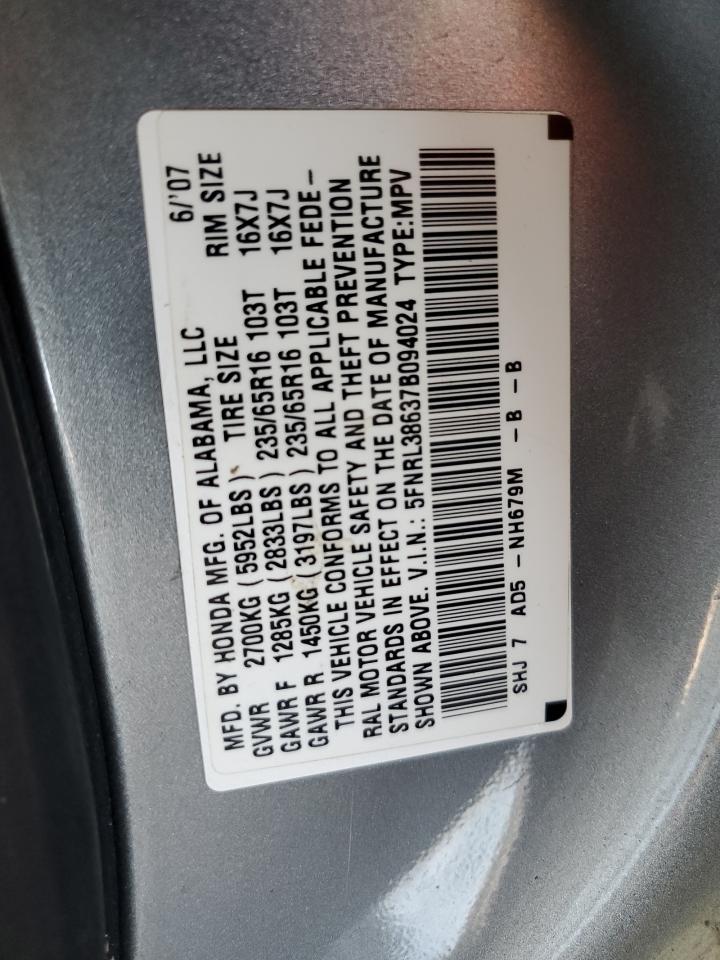 MFD. BY HONDA MFG. OF ALABAMA, LLC 6/'07
GVWR 2700KG (5952LBS) TIRE SIZE RIM SIZE
GAWR F 1285KG (2833LBS) 235/65R16 103T 16X7J
GAWR R 1450KG (3197LBS) 235/65R16 103T 16X7J
THIS VEHICLE CONFORMS TO ALL APPLICABLE FEDE-
RAL MOTOR VEHICLE SAFETY AND THEFT PREVENTION
STANDARDS IN EFFECT ON THE DATE OF MANUFACTURE
SHOWN ABOVE. V.I.N.: 5FNRL38637B094024 TYPE:MPV
SHJ 7 AD5 - NH679M - B - B